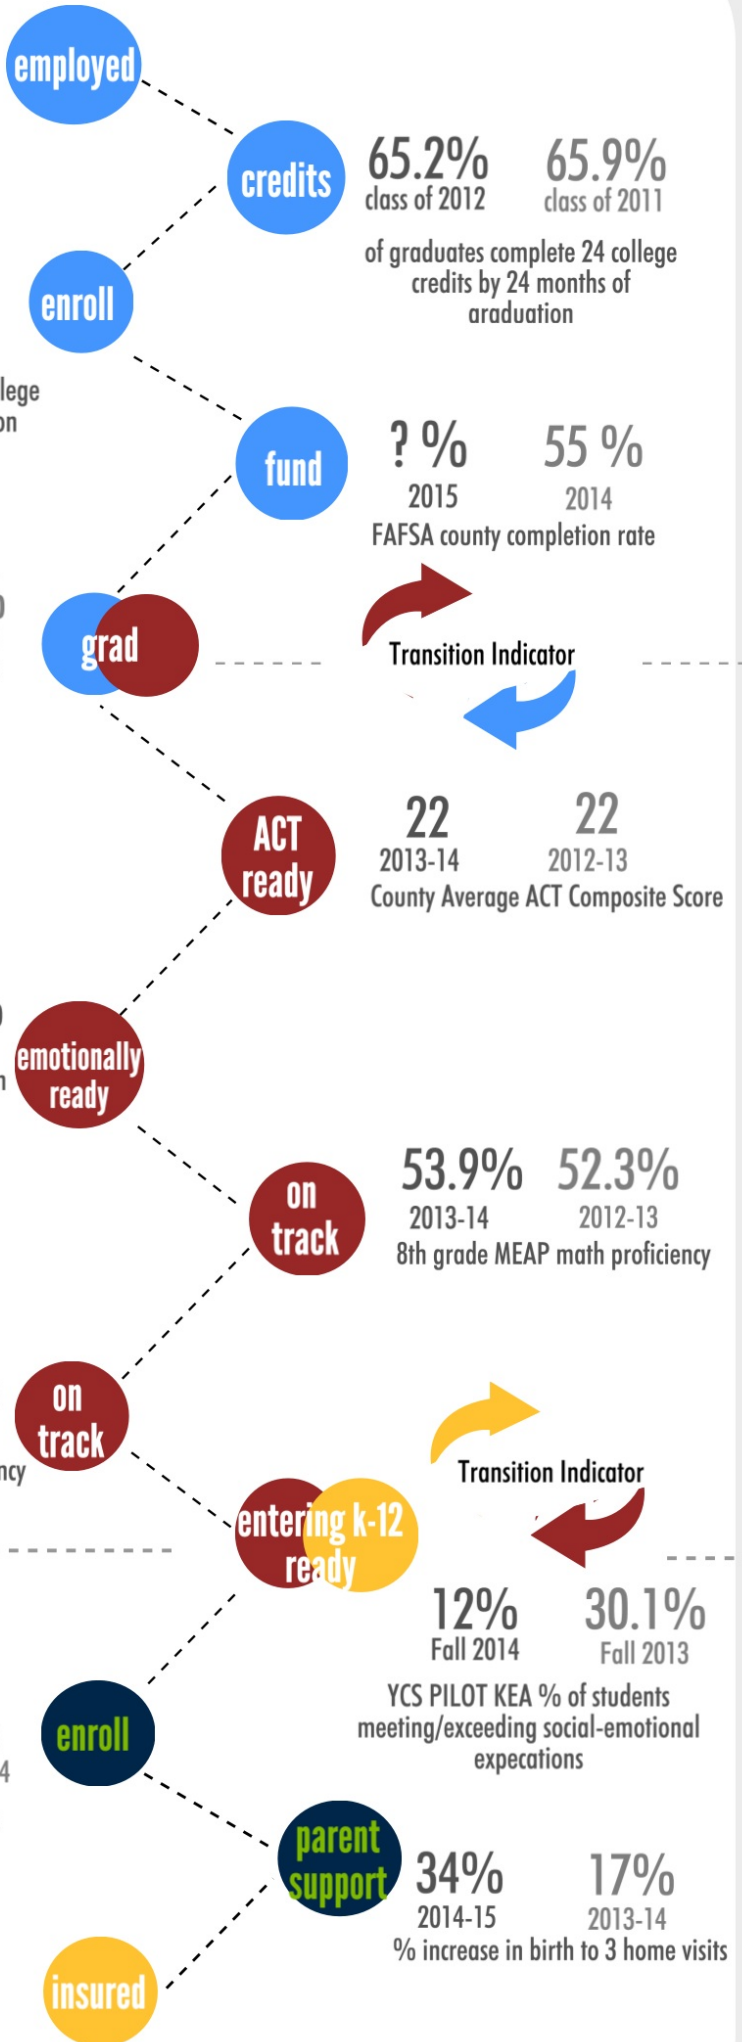 employed
credits
65.2% 65.9%
class of 2012 class of 2011
of graduates complete 24 college
credits by 24 months of
araduation
enroll
lege
on
fund
? % 55 %
2015 2014
FAFSA county completion rate
grad
Transition Indicator
ACT
ready
22 22
2013-14 2012-13
County Average ACT Composite Score
emotionally
ready
on
track
53.9% 52.3%
2013-14 2012-13
8th grade MEAP math proficiency
on
track
ncy
Transition Indicator
entering k-12
ready
12% 30.1%
Fall 2014 Fall 2013
YCS PILOT KEA % of students
meeting/exceeding social-emotional
expecations
enroll
4
parent
support
34% 17%
2014-15 2013-14
% increase in birth to 3 home visits
insured